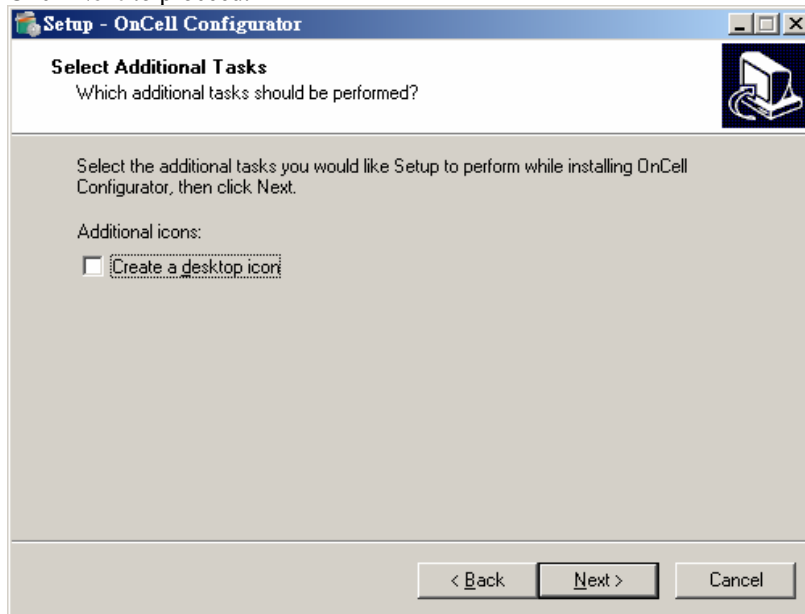 Setup - OnCell Configurator
Select Additional Tasks
Which additional tasks should be performed?
Select the additional tasks you would like Setup to perform while installing OnCell
Configurator, then click Next.
Additional icons:
Create a desktop icon
< Back
Next >
Cancel